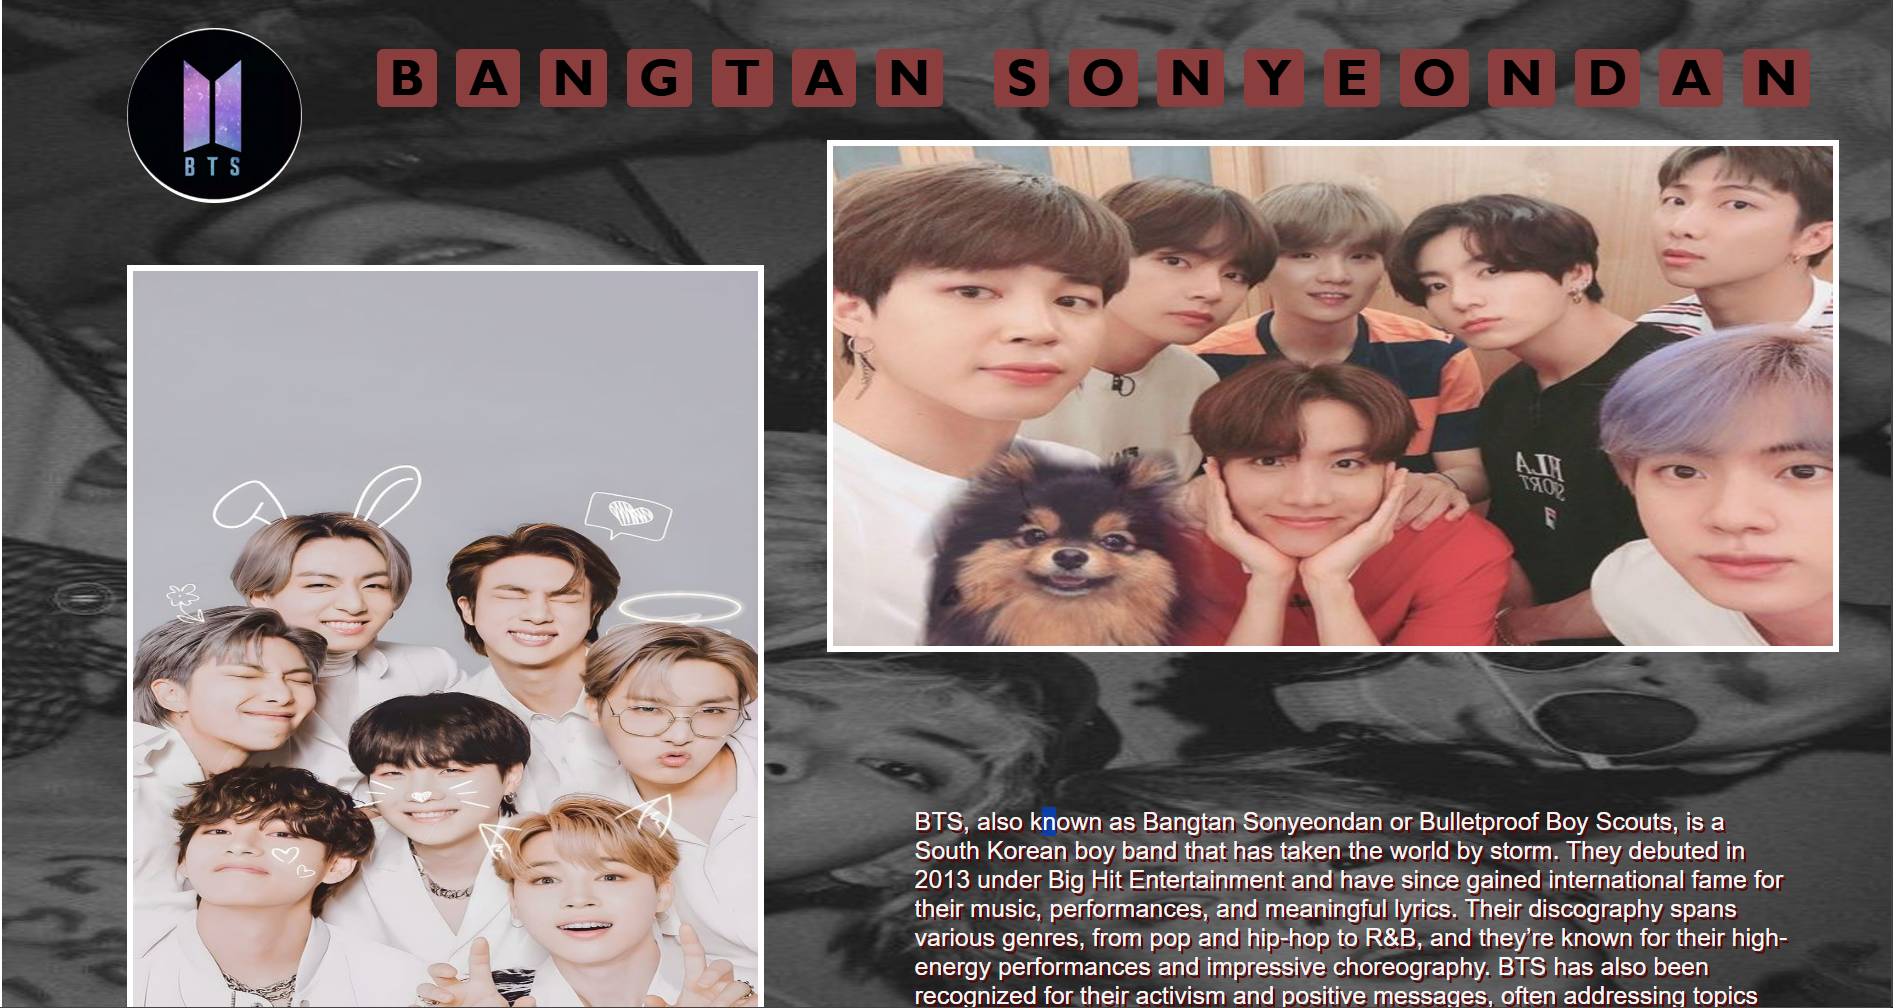 BTS
BANGTAN SONYEONDAN
BTS, also known as Bangtan Sonyeondan or Bulletproof Boy Scouts, is a
South Korean boy band that has taken the world by storm. They debuted in
2013 under Big Hit Entertainment and have since gained international fame for
their music, performances, and meaningful lyrics. Their discography spans
various genres, from pop and hip-hop to R&B, and they’re known for their high-
energy performances and impressive choreography. BTS has also been
recognized for their activism and positive messages, often addressing topics